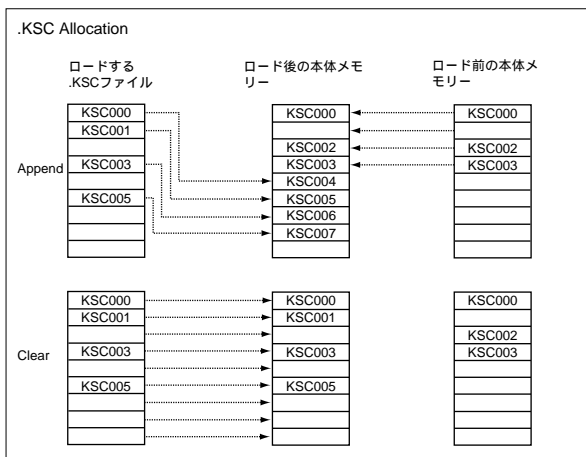 .KSC Allocation
ロードする
.KSCファイル
ロード後の本体メモ
リー
ロード前の本体メ
モリー
Append
KSC000
KSC001
KSC003
KSC005
KSC000
KSC002
KSC003
KSC004
KSC005
KSC006
KSC007
KSC000
KSC002
KSC003
Clear
KSC000
KSC001
KSC003
KSC005
KSC000
KSC001
KSC003
KSC005
KSC000
KSC002
KSC003